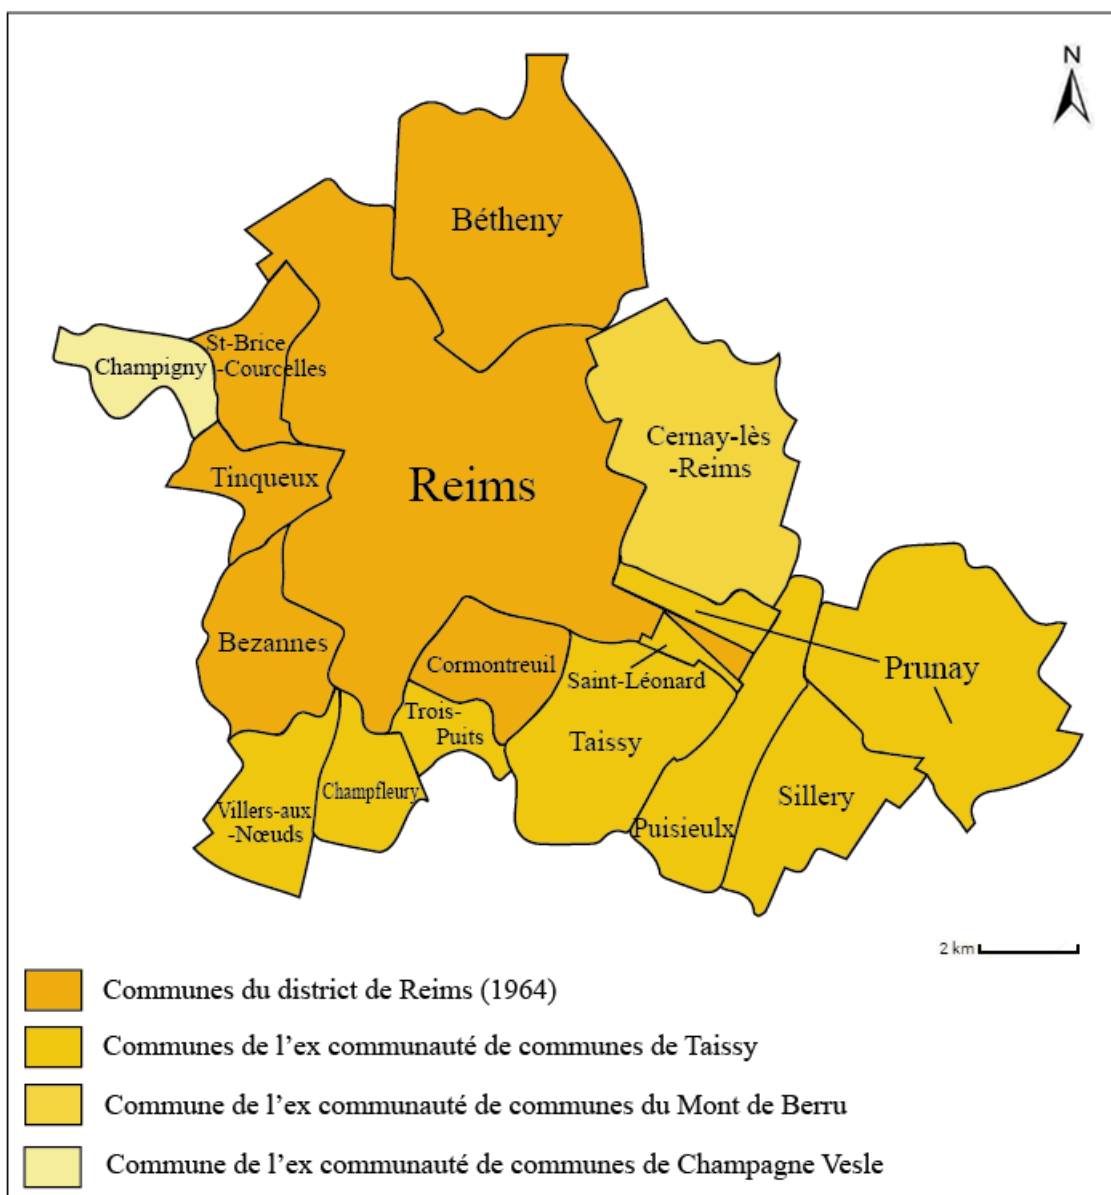 N
Bétheny
St-Brice
-Courcelles
Champigny
Cernay-lès
-Reims
Tinqueux
Reims
Bezannes
Cormontreuil
Saint-Léonard
Prunay
Trois-
Puits
Taissy
Champfleury
Villers-aux
-Nœuds
Puisieulx
Sillery
2 km
Communes du district de Reims (1964)
Communes de l’ex communauté de communes de Taissy
Commune de l’ex communauté de communes du Mont de Berru
Commune de l’ex communauté de communes de Champagne Vesle